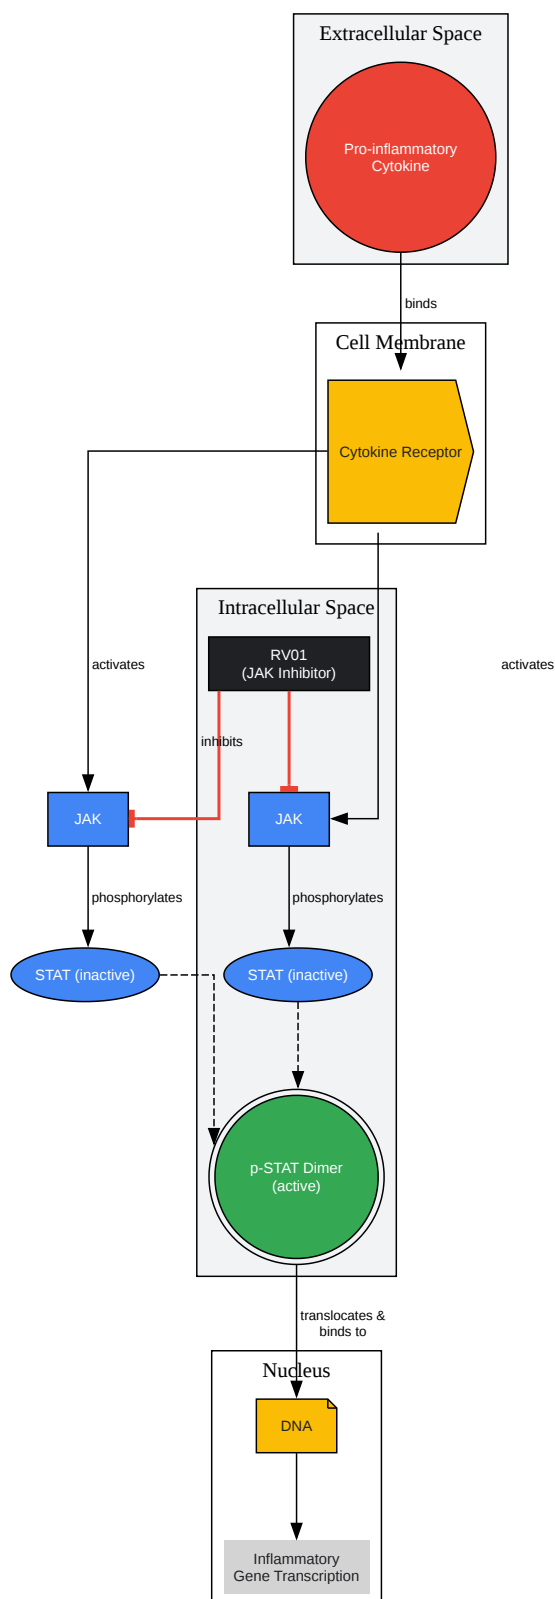 Extracellular Space
Pro-inflammatory
Cytokine
binds
Cell Membrane
Cytokine Receptor
Intracellular Space
RV01
(JAK Inhibitor)
activates
activates
inhibits
JAK
JAK
phosphorylates
phosphorylates
STAT (inactive)
STAT (inactive)
p-STAT Dimer
(active)
translocates &
binds to
Nucleus
DNA
Inflammatory
Gene Transcription